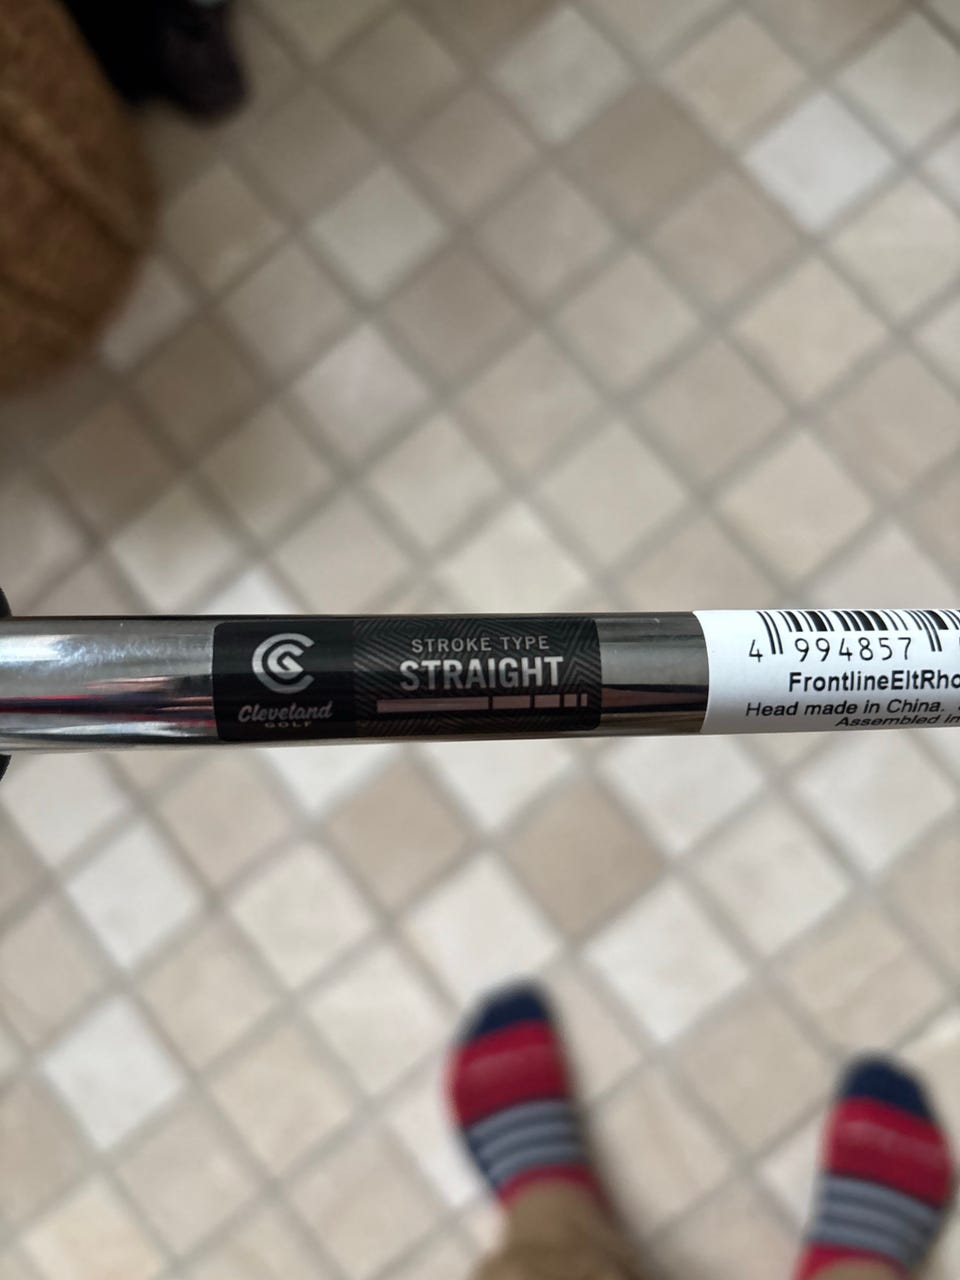 Cleveland
GOLF
STROKE TYPE
STRAIGHT
4 994857
FrontlineEltRho
Head made in China.
Assembled in